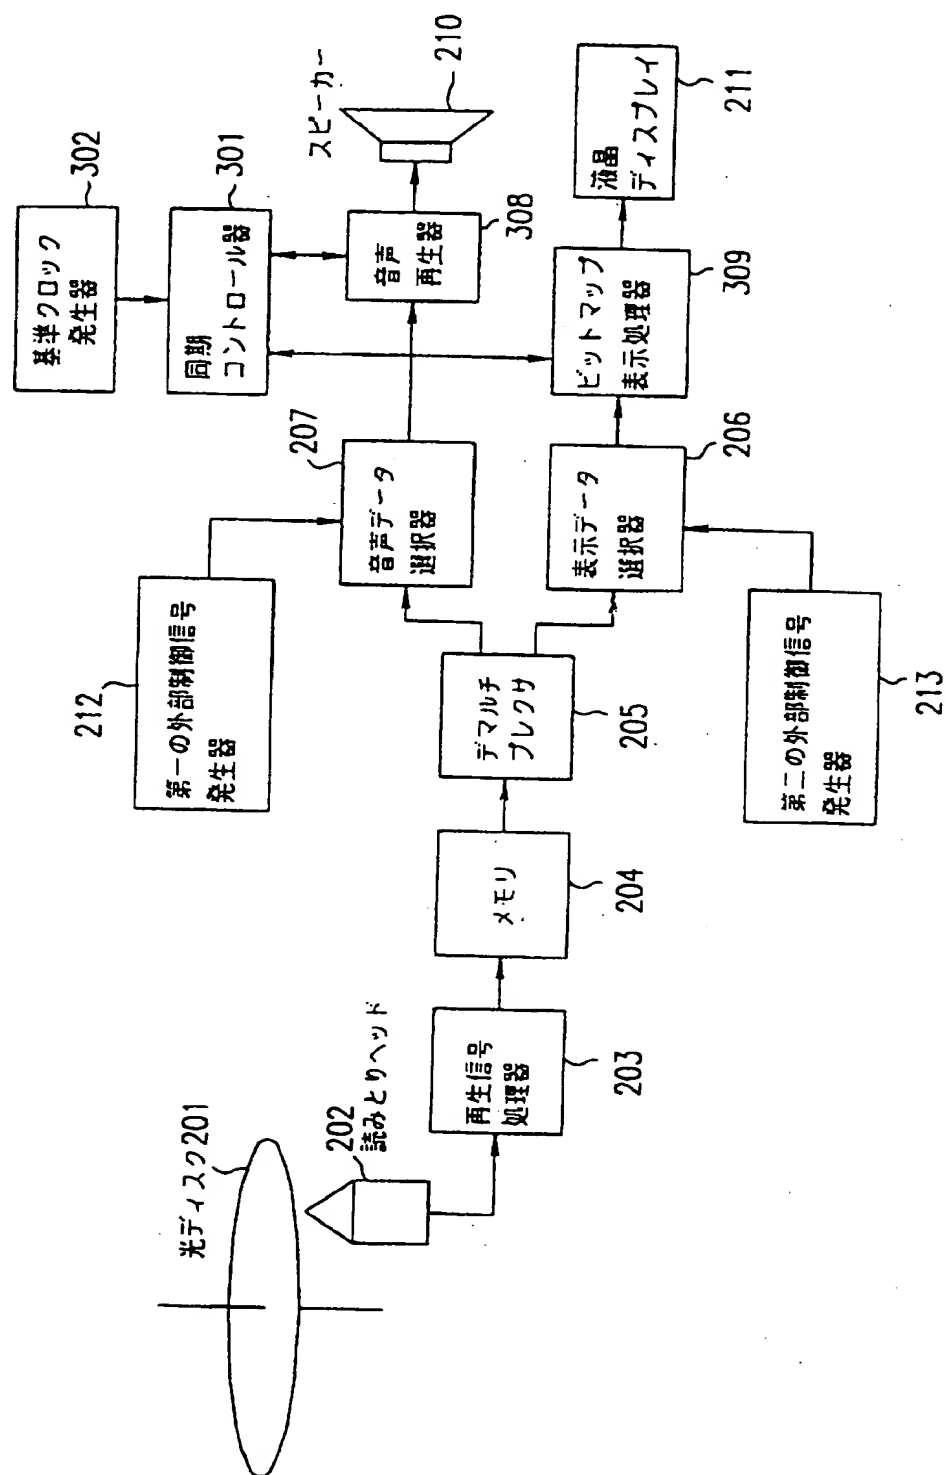 光ディスク201
202
読みとりヘッド
再生信号
処理器
203
メモリ
204
デマルチ
プレクサ
205
212
第一の外部制御信号
発生器
第二の外部制御信号
発生器
213
207
音声データ
選択器
表示データ
選択器
206
302
基準クロック
発生器
301
同期
コントロール器
音声
再生器
308
ビットマップ
表示処理器
309
スピーカー
210
液晶
ディスプレイ
211